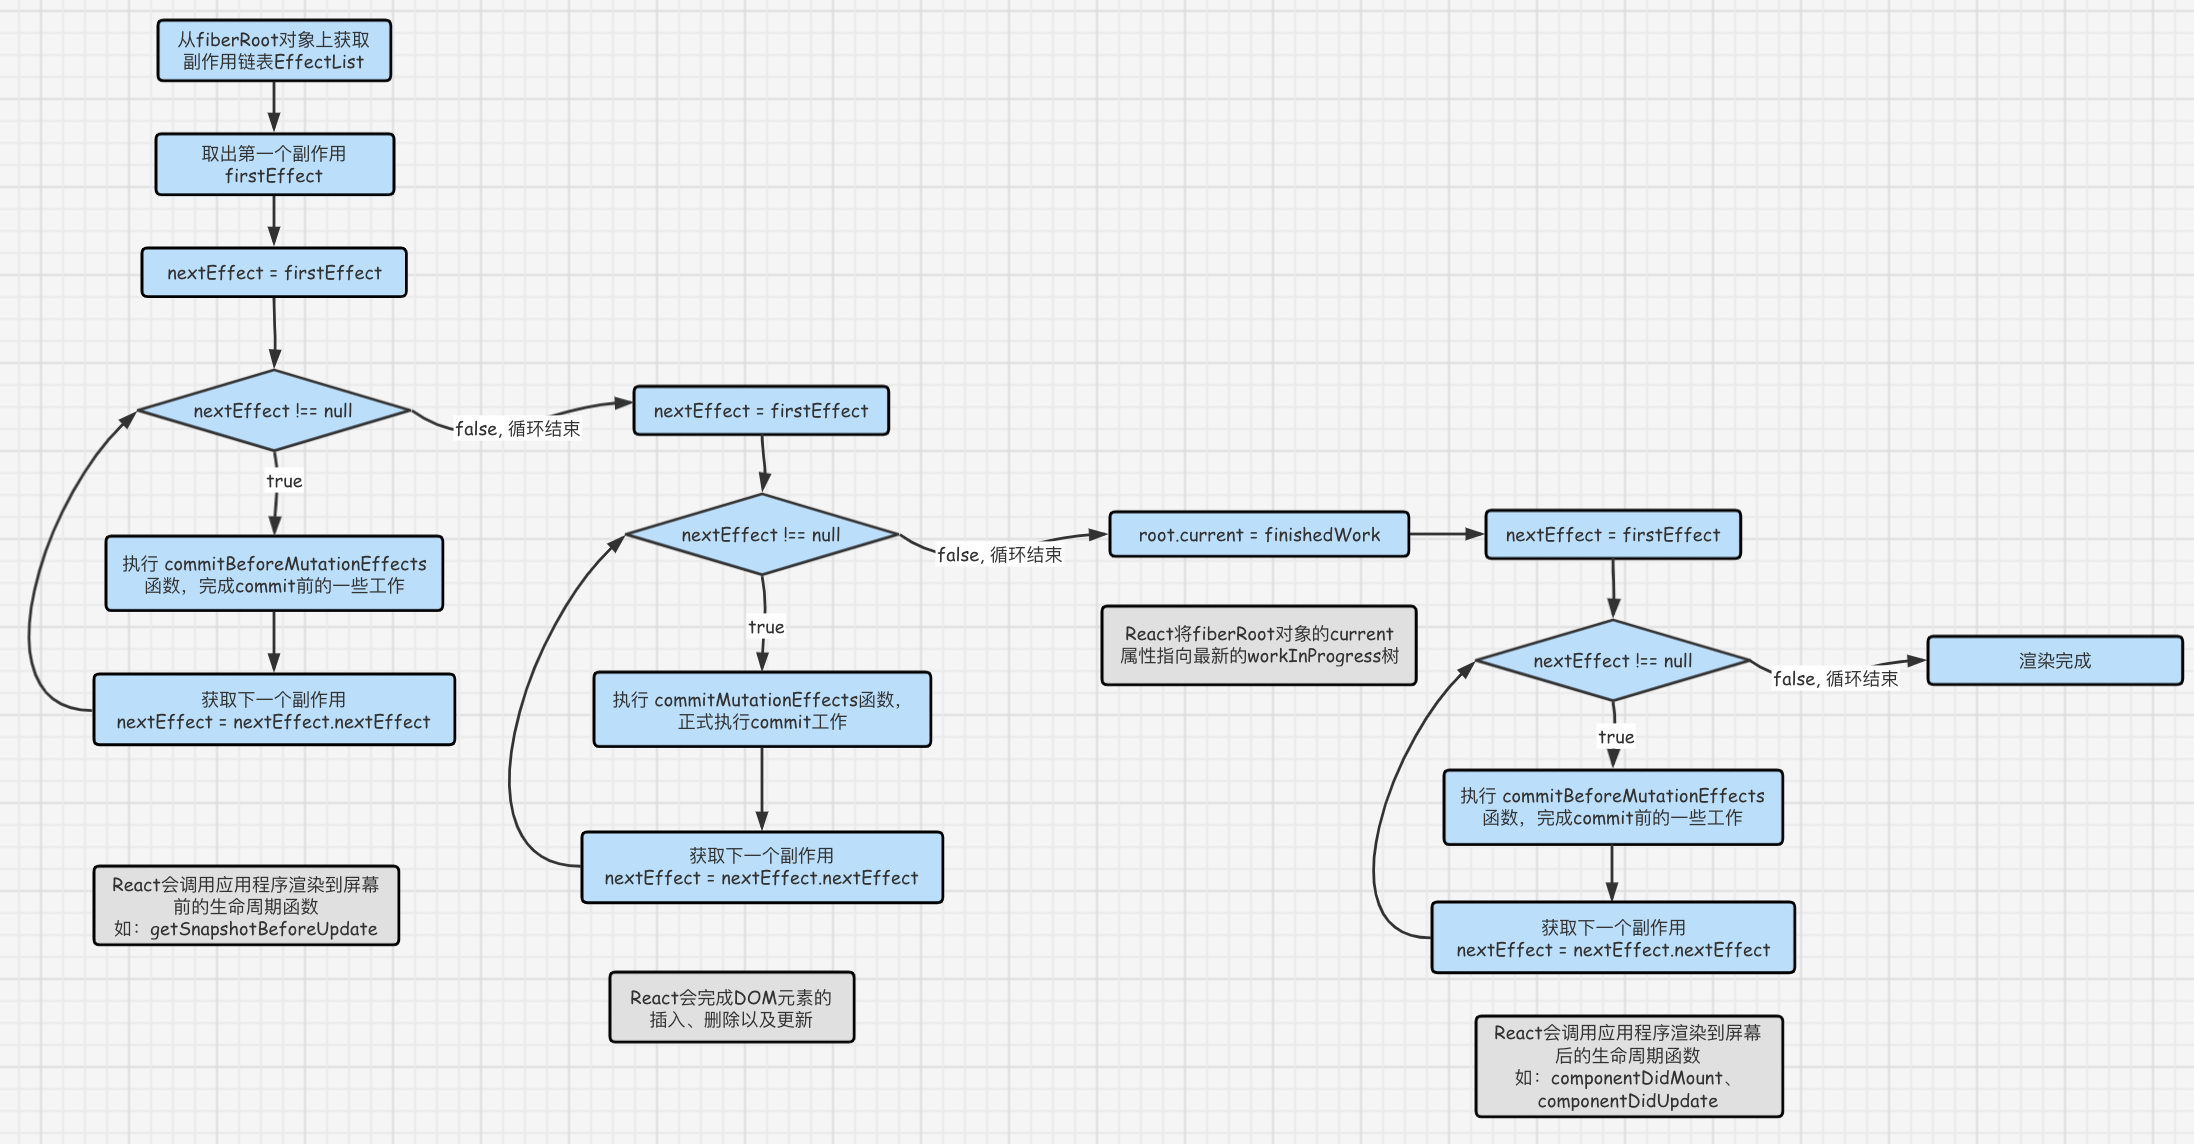 从fiberRoot对象上获取
副作用链表EffectList
取出第一个副作用
firstEffect
nextEffect = firstEffect
nextEffect !== null
false, 循环结束
true
执行 commitBeforeMutationEffects
函数，完成commit前的一些工作
获取下一个副作用
nextEffect = nextEffect.nextEffect
React会调用应用程序渲染到屏幕
前的生命周期函数
如：getSnapshotBeforeUpdate
nextEffect = firstEffect
nextEffect !== null
false, 循环结束
true
执行 commitMutationEffects函数，
正式执行commit工作
获取下一个副作用
nextEffect = nextEffect.nextEffect
React会完成DOM元素的
插入、删除以及更新
root.current = finishedWork
React将fiberRoot对象的current
属性指向最新的workInProgress树
nextEffect = firstEffect
nextEffect !== null
false, 循环结束
渲染完成
true
执行 commitBeforeMutationEffects
函数，完成commit前的一些工作
获取下一个副作用
nextEffect = nextEffect.nextEffect
React会调用应用程序渲染到屏幕
后的生命周期函数
如：componentDidMount、
componentDidUpdate